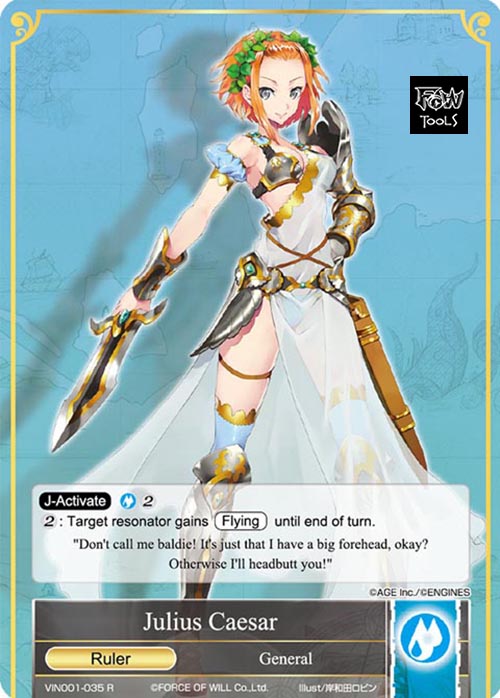 FOW
TOOLS
J-Activate 2
2 : Target resonator gains Flying until end of turn.
"Don't call me baldie! It's just that I have a big forehead, okay?
Otherwise I'll headbutt you!"
©AGE Inc./©ENGINES
Julius Caesar
Ruler General
VIN001-035 R ©FORCE OF WILL Co.,Ltd. Illust/岸和田ロビン